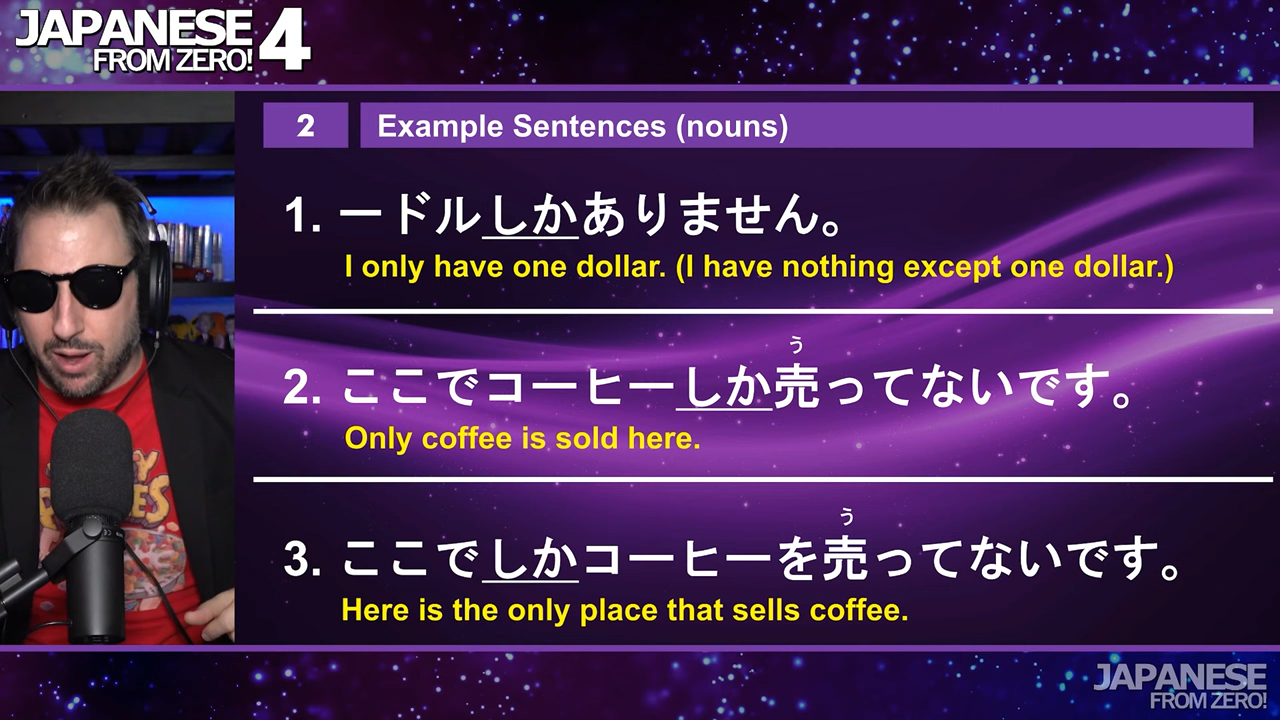 JAPANESE
FROM ZERO! 4
2
Example Sentences (nouns)
1. 一ドルしかありません。
I only have one dollar. (I have nothing except one dollar.)
う
2. ここでコーヒーしか売ってないです。
Only coffee is sold here.
う
3. ここでしかコーヒーを売ってないです。
Here is the only place that sells coffee.
JAPANESE
FROM ZERO!